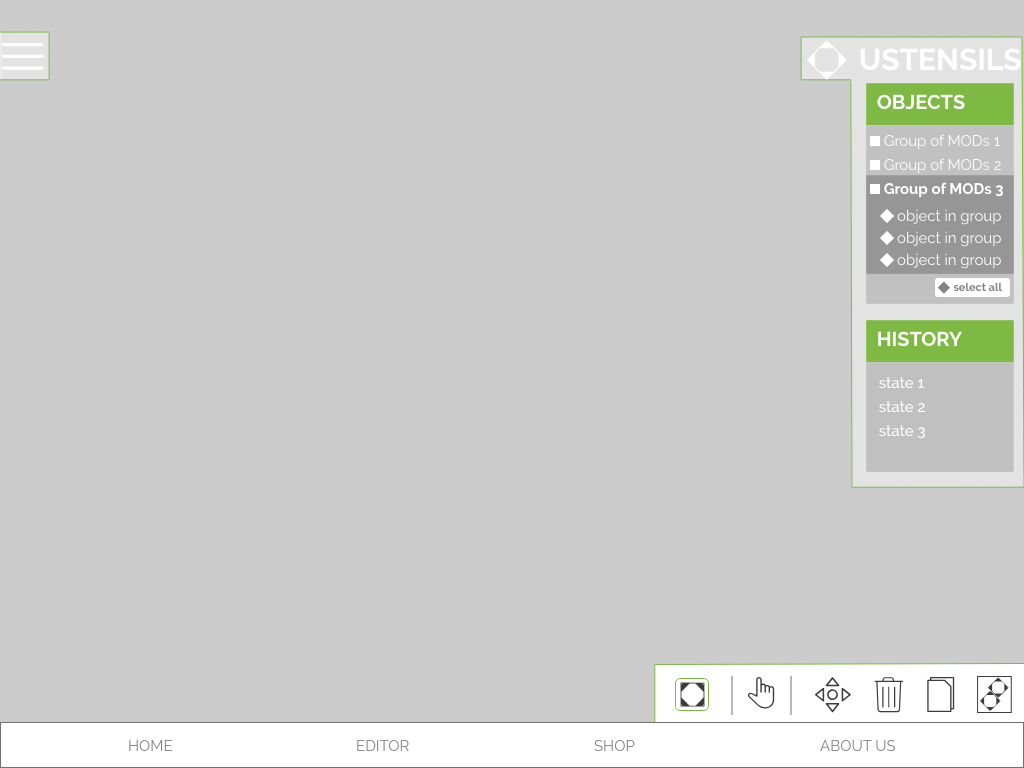 USTENSILS
OBJECTS
Group of MODs 1
Group of MODs 2
Group of MODs 3
object in group
object in group
object in group
select all
HISTORY
state 1
state 2
state 3
HOME EDITOR SHOP ABOUT US